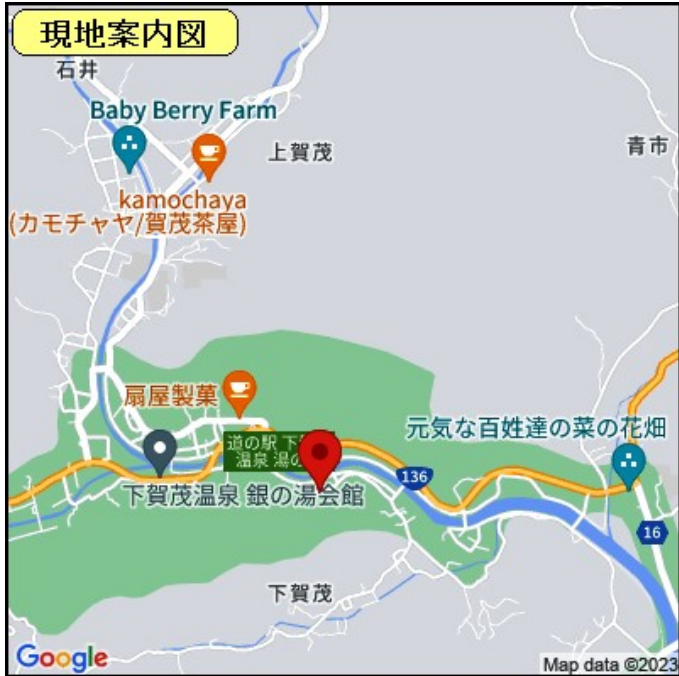 現地案内図
石井
Baby Berry Farm
上賀茂
青市
kamochaya
(カモチャヤ/賀茂茶屋)
扇屋製菓
道の駅 下
温泉 湯の
元気な百姓達の菜の花畑
136
下賀茂温泉 銀の湯会館
16
下賀茂
Google
Map data ©2023